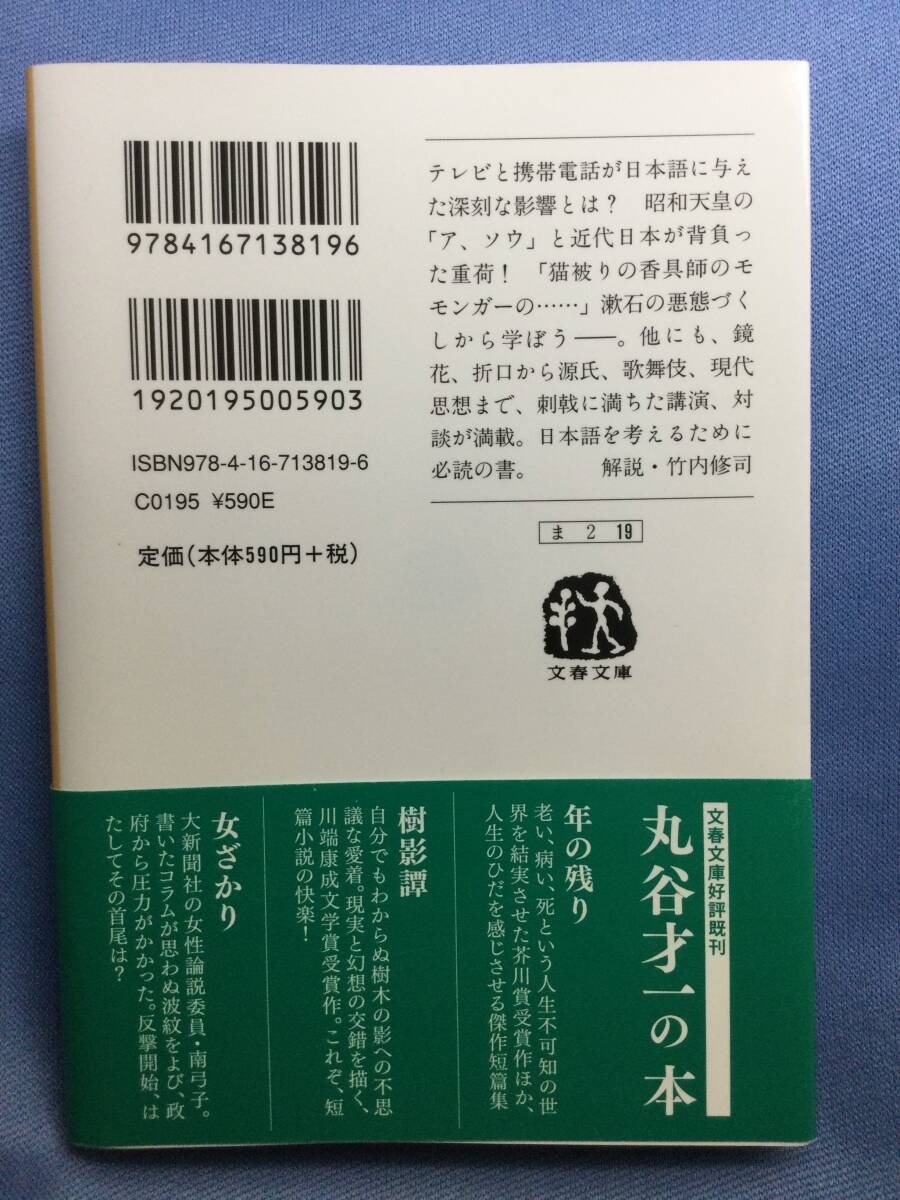 9784167138196
1920195005903
ISBN978-4-16-713819-6
C0195 ¥590E
定価(本体590円+税)
テレビと携帯電話が日本語に与え
た深刻な影響とは? 昭和天皇の
「ア、ソウ」と近代日本が背負っ
た重荷! 「猫被りの香具師のモ
モンガーの……」漱石の悪態づく
しから学ぼう――。他にも、鏡
花、折口から源氏、歌舞伎、現代
思想まで、刺戟に満ちた講演、対
談が満載。日本語を考えるために
必読の書。 解説・竹内修司
ま 2 19
文春文庫
文春文庫好評既刊
丸谷才一の本
年の残り
老い、病い、死という人生不可知の世
界を結実させた芥川賞受賞作ほか、
人生のひだを感じさせる傑作短篇集
樹影譚
自分でもわからぬ樹木の影への不思
議な愛着。現実と幻想の交錯を描く、
川端康成文学賞受賞作。これぞ、短
篇小説の快楽!
女ざかり
大新聞社の女性論説委員・南弓子。
書いたコラムが思わぬ波紋をよび、政
府から圧力がかかった。反撃開始、は
たしてその首尾は?